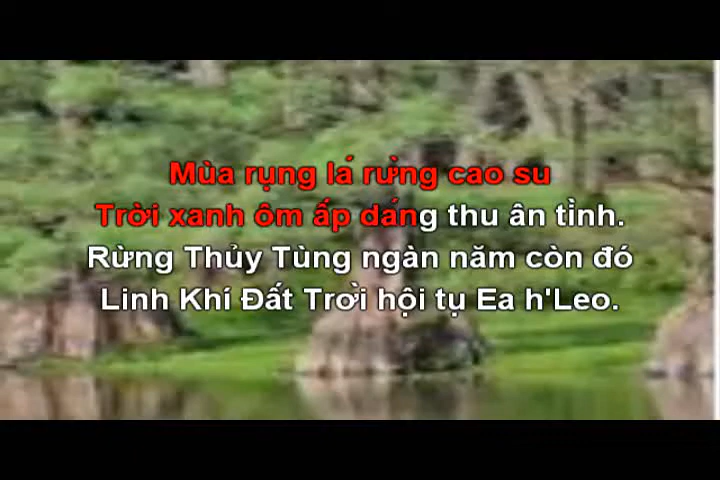 Mùa rụng lá rừng cao su
Trời xanh ôm ấp dáng thu ân tình.
Rừng Thủy Tùng ngàn năm còn đó
Linh Khí Đất Trời hội tụ Ea h'Leo.